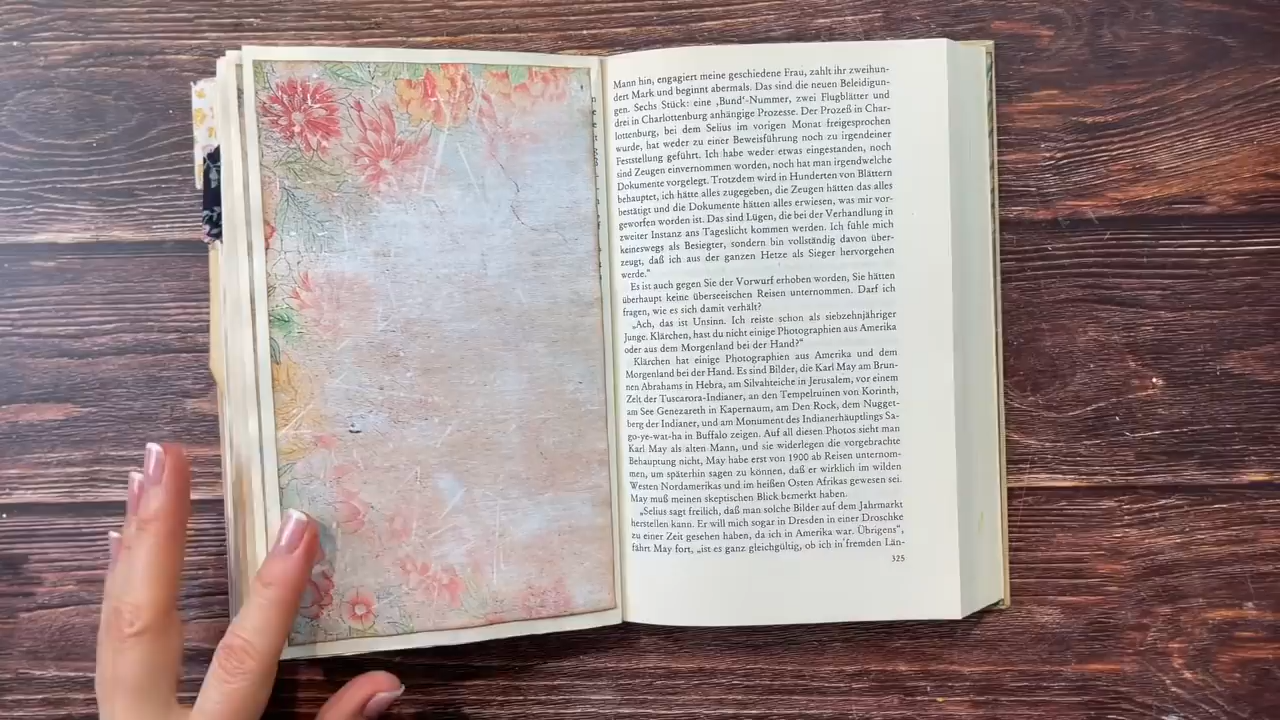 Mann hin, engagiert meine geschiedene Frau, zahlt ihr zweihun-
dert Mark und beginnt abermals. Das sind die neuen Beleidigun-
gen. Sechs Stück: eine ‚Bund‘-Nummer, zwei Flugblätter und
drei in Charlottenburg anhängige Prozesse. Der Prozeß in Char-
lottenburg, bei dem Selius im vorigen Monat freigesprochen
wurde, hat weder zu einer Beweisführung noch zu irgendeiner
Feststellung geführt. Ich habe weder etwas eingestanden, noch
sind Zeugen einvernommen worden, noch hat man irgendwelche
Dokumente vorgelegt. Trotzdem wird in Hunderten von Blättern
behauptet, ich hätte alles zugegeben, die Zeugen hätten das alles
bestätigt und die Dokumente hätten alles erwiesen, was mir vor-
geworfen worden ist. Das sind Lügen, die bei der Verhandlung in
zweiter Instanz ans Tageslicht kommen werden. Ich fühle mich
keineswegs als Besiegter, sondern bin vollständig davon über-
zeugt, daß ich aus der ganzen Hetze als Sieger hervorgehen
werde.“
Es ist auch gegen Sie der Vorwurf erhoben worden, Sie hätten
überhaupt keine überseeischen Reisen unternommen. Darf ich
fragen, wie es sich damit verhält?
„Ach, das ist Unsinn. Ich reiste schon als siebzehnjähriger
Junge. Klärchen, hast du nicht einige Photographien aus Amerika
oder aus dem Morgenland bei der Hand?“
Klärchen hat einige Photographien aus Amerika und dem
Morgenland bei der Hand. Es sind Bilder, die Karl May am Brun-
nen Abrahams in Hebra, am Silvahteiche in Jerusalem, vor einem
Zelt der Tuscarora-Indianer, an den Tempelruinen von Korinth,
am See Genezareth in Kapernaum, am Den Rock, dem Nugget-
berg der Indianer, und am Monument des Indianerhäuptlings Sa-
go-ye-wat-ha in Buffalo zeigen. Auf all diesen Photos sieht man
Karl May als alten Mann, und sie widerlegen die vorgebrachte
Behauptung nicht, May habe erst von 1900 ab Reisen unternom-
men, um späterhin sagen zu können, daß er wirklich im wilden
Westen Nordamerikas und im heißen Osten Afrikas gewesen sei.
May muß meinen skeptischen Blick bemerkt haben.
„Selius sagt freilich, daß man solche Bilder auf dem Jahrmarkt
herstellen kann. Er will mich sogar in Dresden in einer Droschke
zu einer Zeit gesehen haben, da ich in Amerika war. Übrigens“,
fährt May fort, „ist es ganz gleichgültig, ob ich in fremden Län-
325